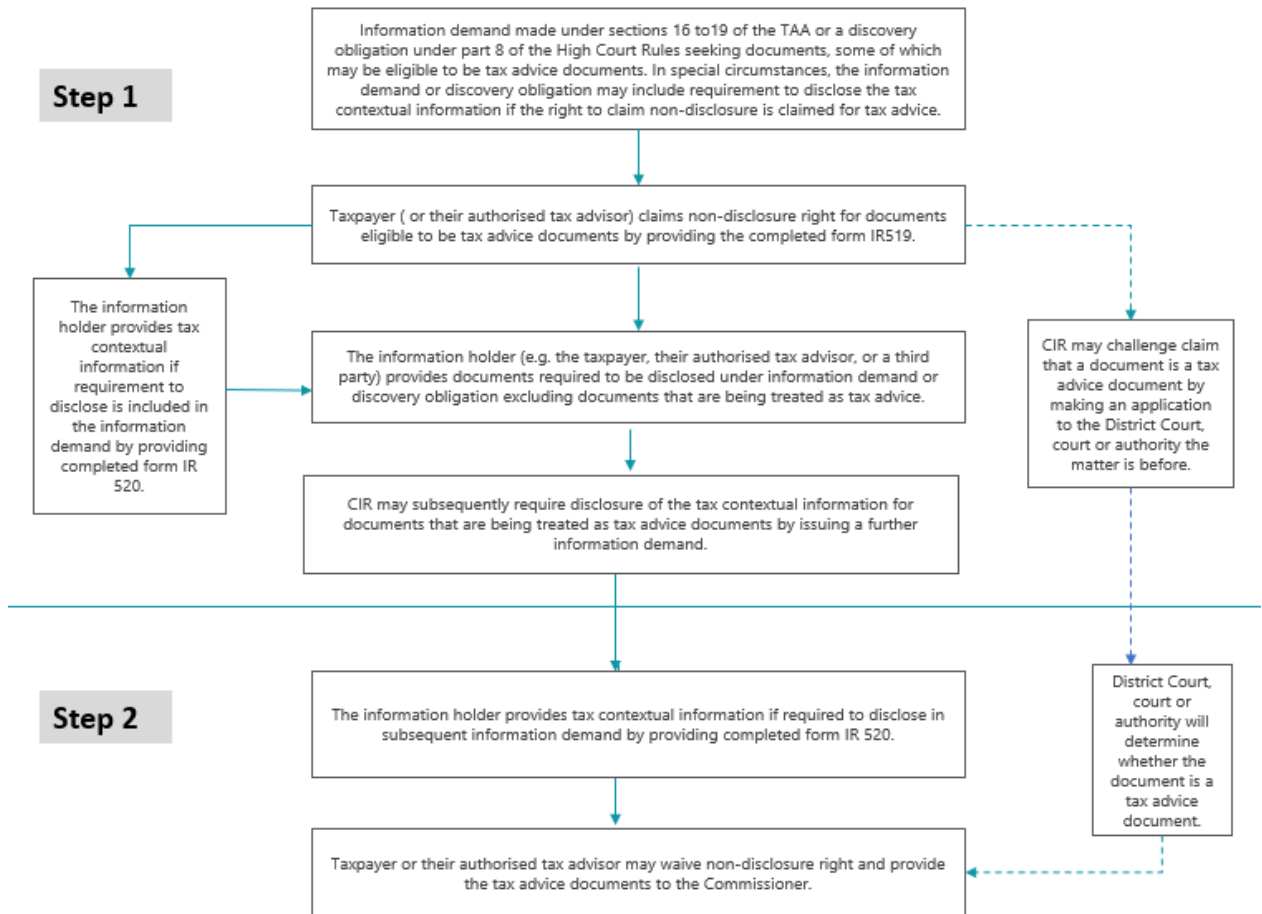 Information demand made under sections 16 to19 of the TAA or a discovery
obligation under part 8 of the High Court Rules seeking documents, some of which
may be eligible to be tax advice documents. In special circumstances, the information
demand or discovery obligation may include requirement to disclose the tax
contextual information if the right to claim non-disclosure is claimed for tax advice.
Step 1
Taxpayer ( or their authorised tax advisor) claims non-disclosure right for documents
eligible to be tax advice documents by providing the completed form IR519.
The information
holder provides tax
contextual
information if
requirement to
disclose is included in
the information
demand by providing
completed form IR
520.
The information holder (e.g. the taxpayer, their authorised tax advisor, or a third
party) provides documents required to be disclosed under information demand or
discovery obligation excluding documents that are being treated as tax advice.
CIR may challenge claim
that a document is a tax
advice document by
making an application
to the District Court,
court or authority the
matter is before.
CIR may subsequently require disclosure of the tax contextual information for
documents that are being treated as tax advice documents by issuing a further
information demand.
Step 2
The information holder provides tax contextual information if required to disclose in
subsequent information demand by providing completed form IR 520.
District Court,
court or
authority will
determine
whether the
document is a
tax advice
document.
Taxpayer or their authorised tax advisor may waive non-disclosure right and provide
the tax advice documents to the Commissioner.